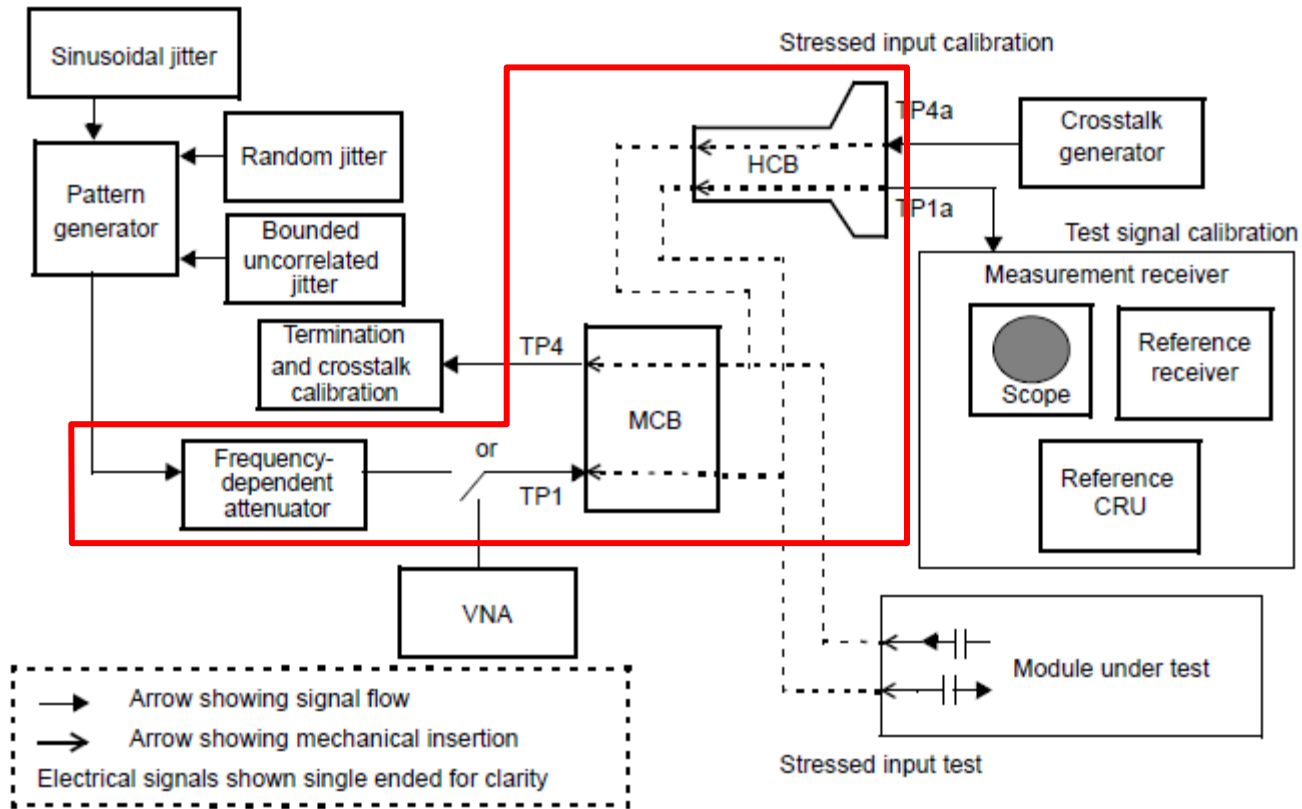 Sinusoidal jitter
Stressed input calibration
Pattern
generator
Random jitter
Bounded
uncorrelated
jitter
HCB
TP4a
TP1a
Crosstalk
generator
Test signal calibration
Measurement receiver
Scope
Reference
receiver
Reference
CRU
Termination
and crosstalk
calibration
TP4
MCB
Frequency-
dependent
attenuator
or
TP1
VNA
Module under test
Stressed input test
Arrow showing signal flow
Arrow showing mechanical insertion
Electrical signals shown single ended for clarity